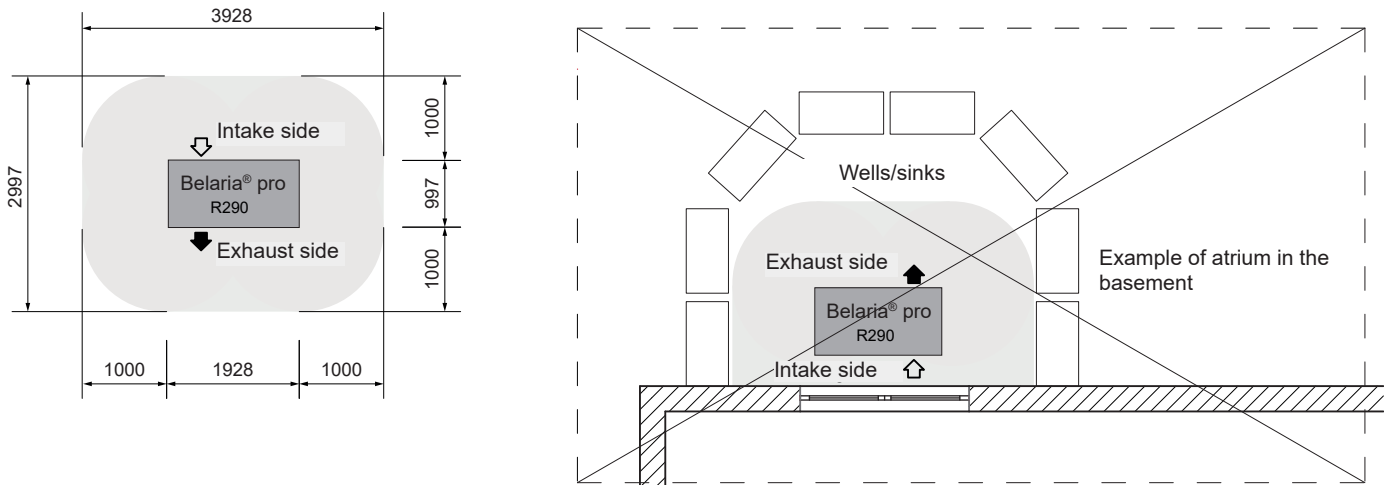 3928
2997
Intake side
Belaria® pro
R290
Exhaust side
1000
997
1000
1000
1928
1000
Wells/sinks
Exhaust side
Belaria® pro
R290
Intake side
Example of atrium in the
basement